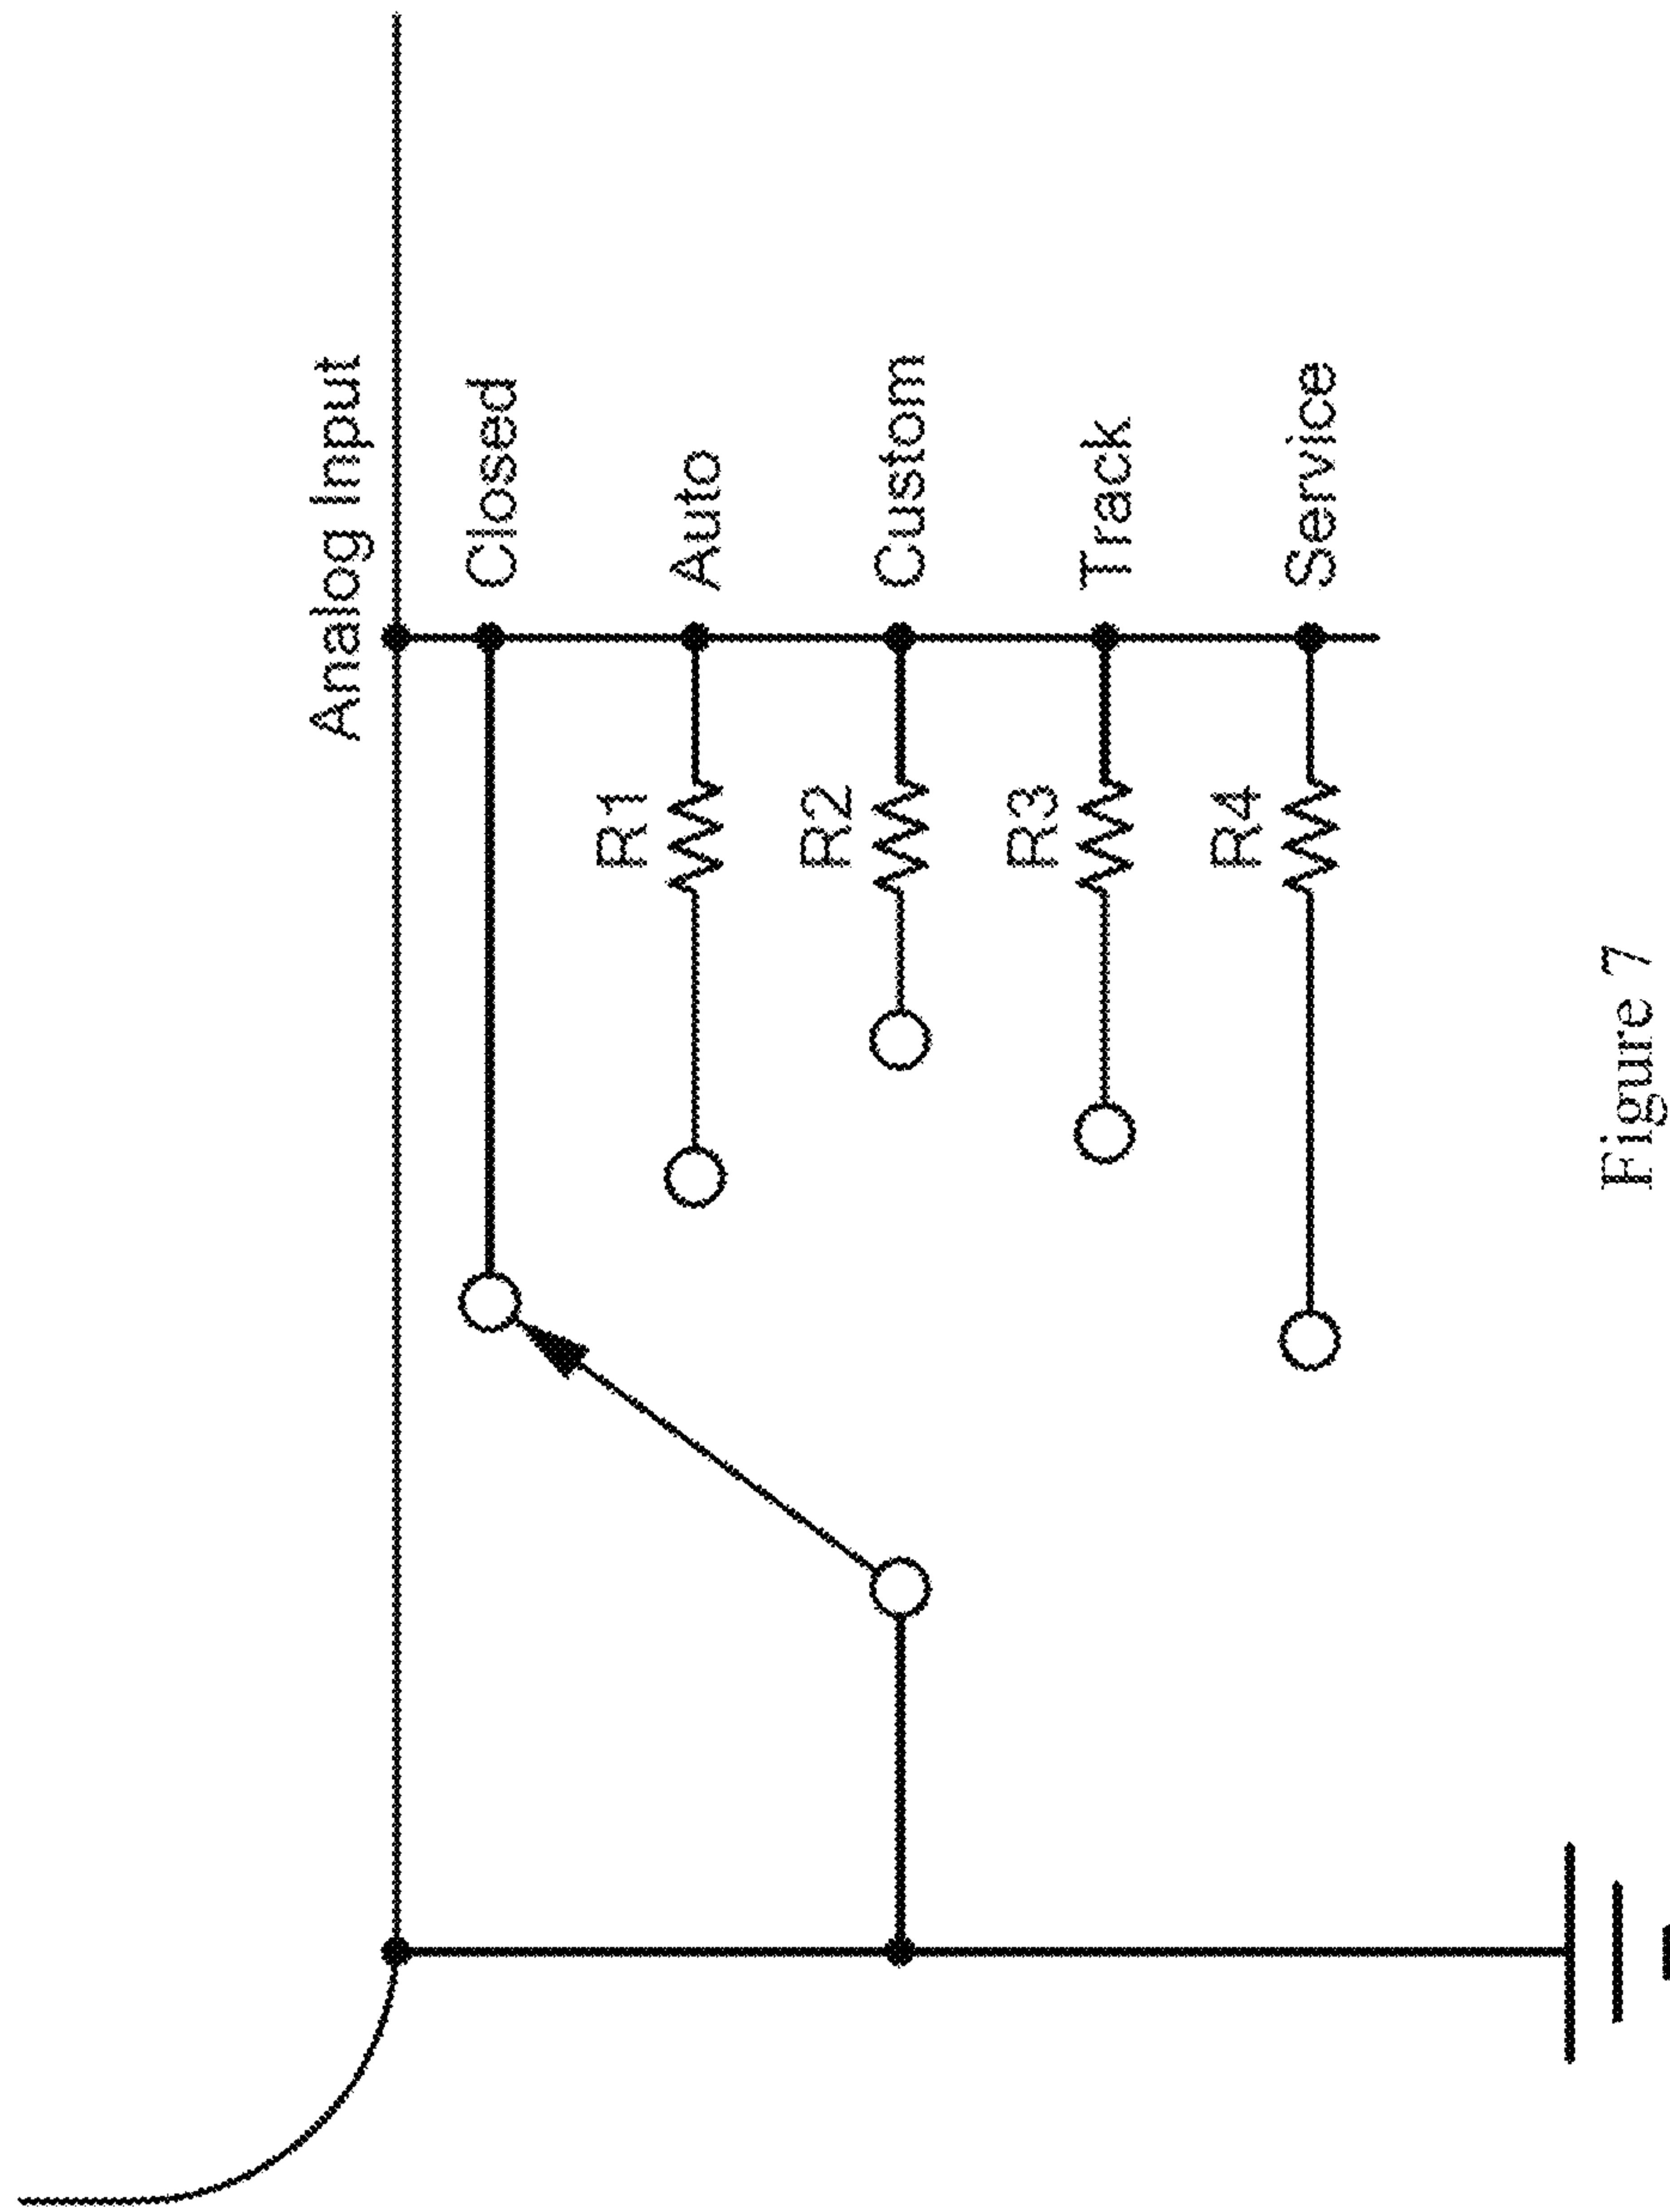 Analog Input
Closed
Auto
R1
Custom
R2
Track
R3
Service
R4
Figure 7